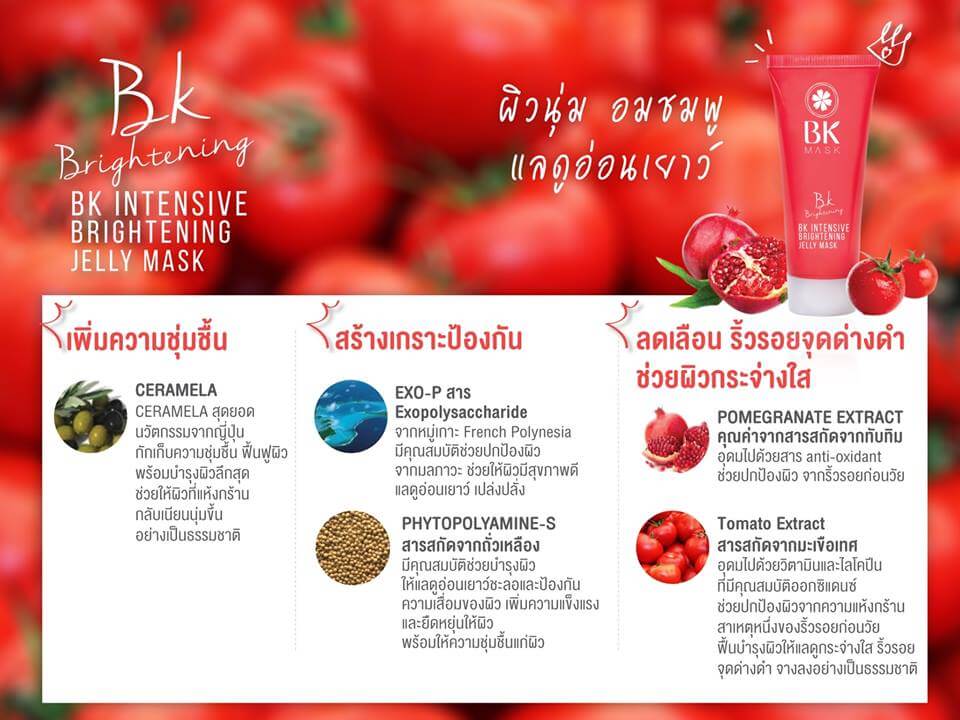 Bk
Brightening
BK INTENSIVE
BRIGHTENING
JELLY MASK
ผิวนุ่ม อมชมพู
แลดูอ่อนเยาว์
BK
MASK
Bk
Brightening
BK INTENSIVE
BRIGHTENING
JELLY MASK
เพิ่มความชุ่มชื้น
CERAMELA
CERAMELA สุดยอด
นวัตกรรมจากญี่ปุ่น
กักเก็บความชุ่มชื้น ฟื้นฟูผิว
พร้อมบำรุงผิวลึกสุด
ช่วยให้ผิวที่แห้งกร้าน
กลับเนียนนุ่มขึ้น
อย่างเป็นธรรมชาติ
สร้างเกราะป้องกัน
EXO-P สาร
Exopolysaccharide
จากหมู่เกาะ French Polynesia
มีคุณสมบัติช่วยปกป้องผิว
จากมลภาวะ ช่วยให้ผิวมีสุขภาพดี
แลดูอ่อนเยาว์ เปล่งปลั่ง
PHYTOPOLYAMINE-S
สารสกัดจากถั่วเหลือง
มีคุณสมบัติช่วยบำรุงผิว
ให้แลดูอ่อนเยาว์ชะลอและป้องกัน
ความเสื่อมของผิว เพิ่มความแข็งแรง
และยืดหยุ่นให้ผิว
พร้อมให้ความชุ่มชื้นแก่ผิว
ลดเลือน ริ้วรอยจุดด่างดำ
ช่วยผิวกระจ่างใส
POMEGRANATE EXTRACT
คุณค่าจากสารสกัดจากทับทิม
อุดมไปด้วยสาร anti-oxidant
ช่วยปกป้องผิว จากริ้วรอยก่อนวัย
Tomato Extract
สารสกัดจากมะเขือเทศ
อุดมไปด้วยวิตามินและไลโคปีน
ที่มีคุณสมบัติออกซิแดนซ์
ช่วยปกป้องผิวจากความแห้งกร้าน
สาเหตุหนึ่งของริ้วรอยก่อนวัย
ฟื้นบำรุงผิวให้แลดูกระจ่างใส ริ้วรอย
จุดด่างดำ จางลงอย่างเป็นธรรมชาติ